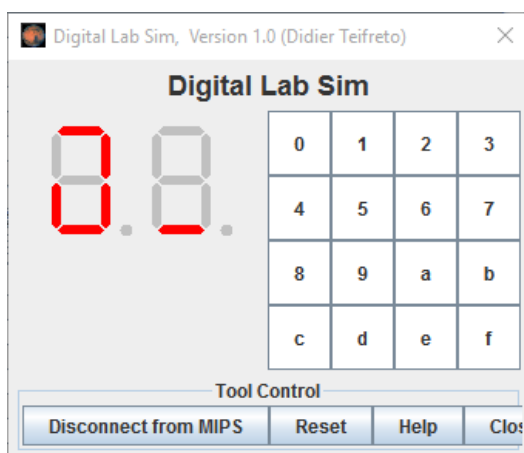 Digital Lab Sim, Version 1.0 (Didier Teifreto)
Digital Lab Sim
0 1 2 3
4 5 6 7
8 9 a b
c d e f
Tool Control
Disconnect from MIPS Reset Help Clos